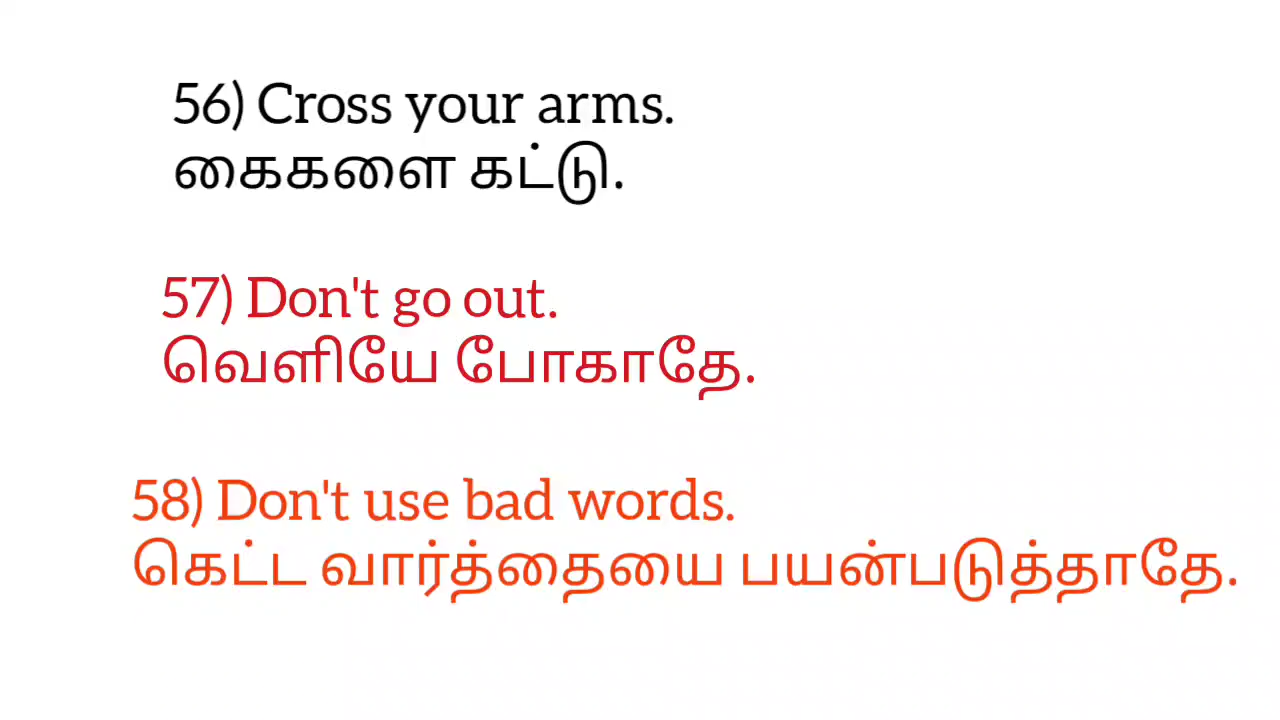 56) Cross your arms.
கைகளை கட்டு.
57) Don't go out.
வெளியே போகாதே.
58) Don't use bad words.
கெட்ட வார்த்தையை பயன்படுத்தாதே.